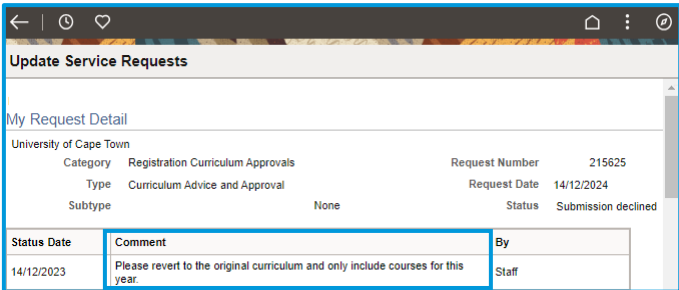 Update Service Requests
My Request Detail
University of Cape Town
Category Registration Curriculum Approvals Request Number 215625
Type Curriculum Advice and Approval Request Date 14/12/2024
Subtype None Status Submission declined
Status Date Comment By
14/12/2023 Please revert to the original curriculum and only include courses for this
year. Staff